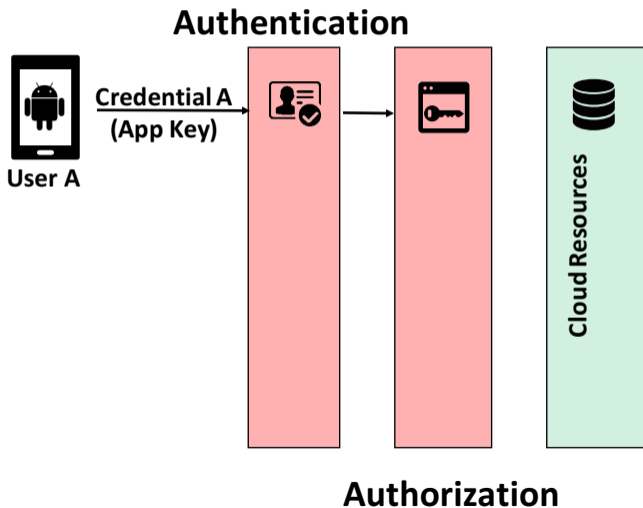 Authentication
Credential A
(App Key)
User A
Cloud Resources
Authorization